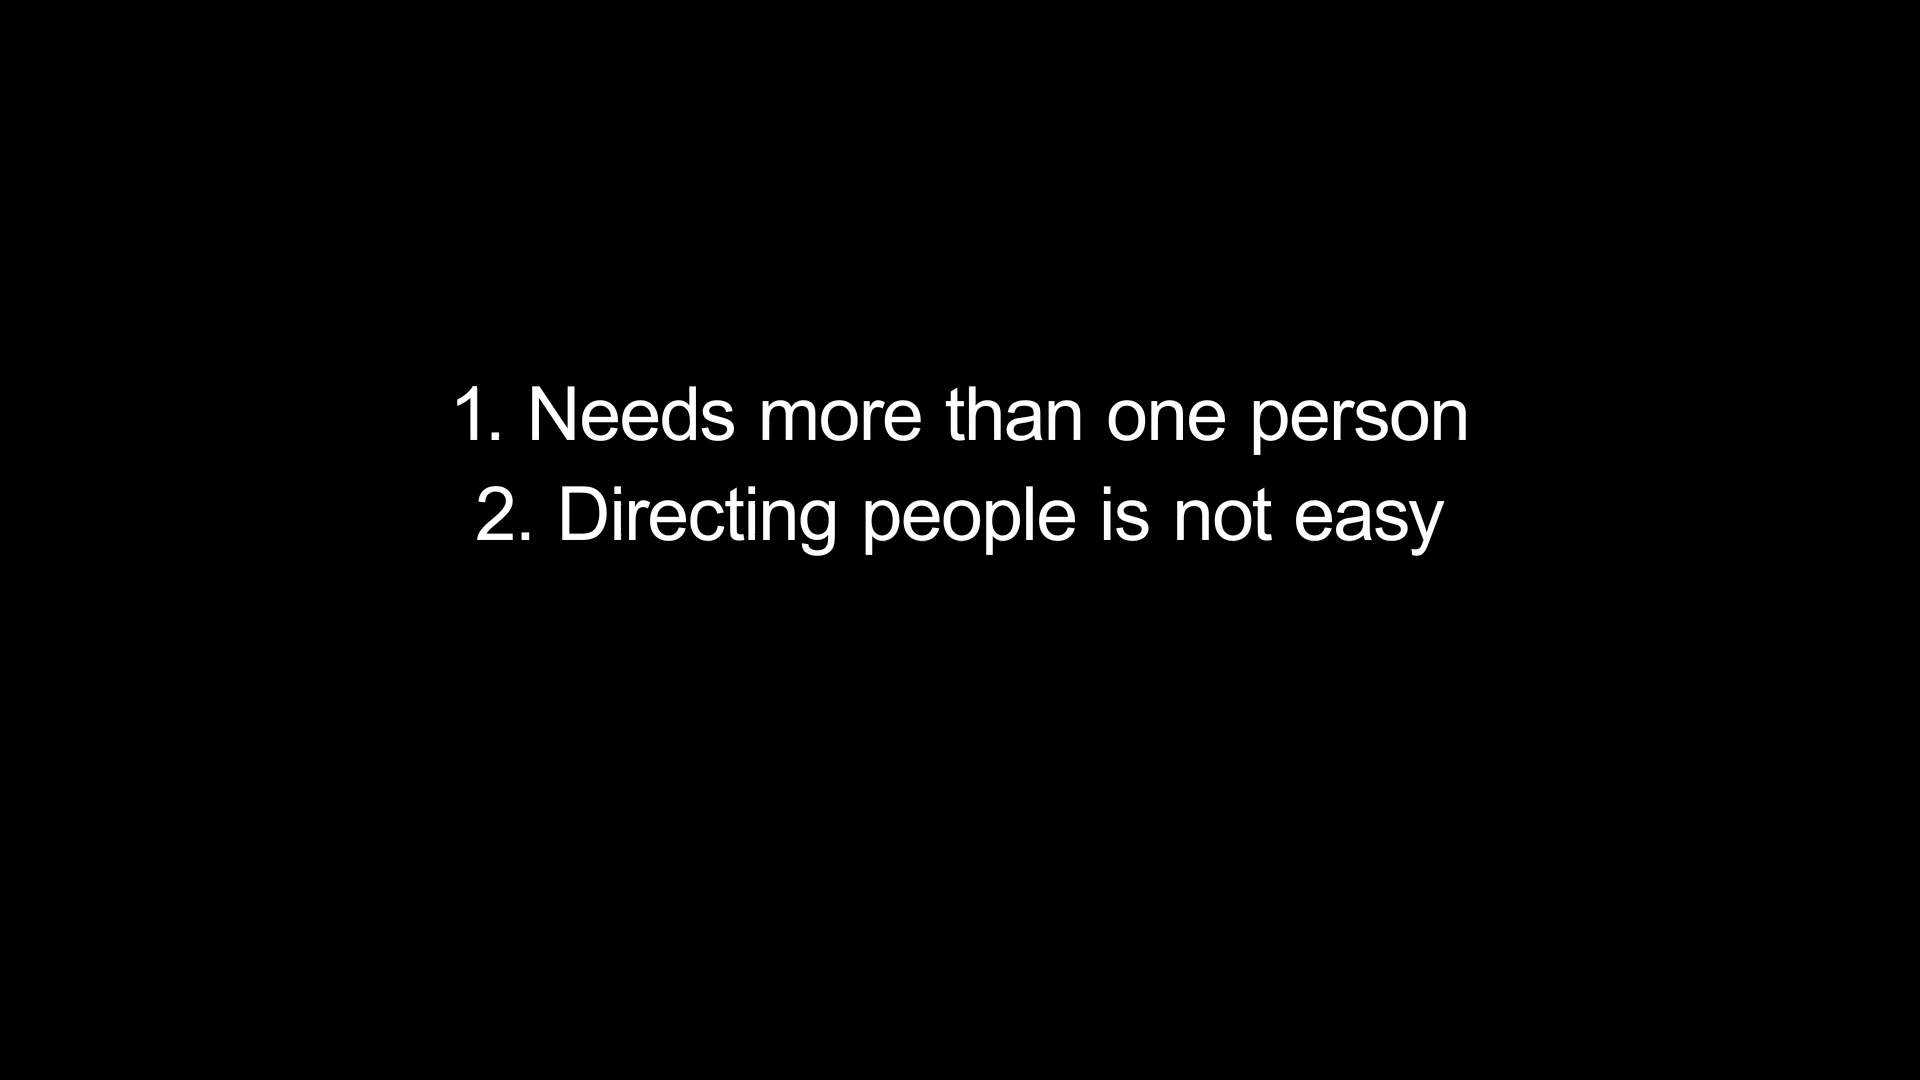 1. Needs more than one person
2. Directing people is not easy